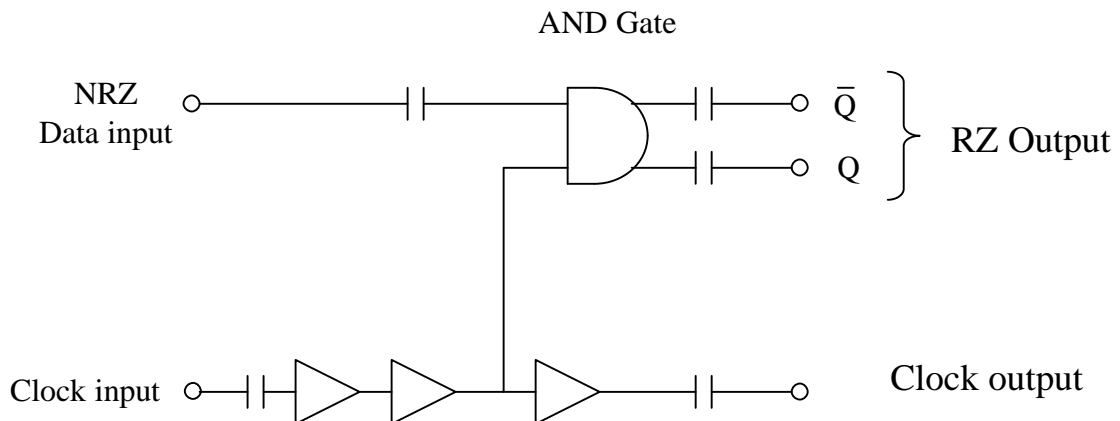 AND Gate
NRZ
Data input
Q̅
Q
RZ Output
Clock input
Clock output